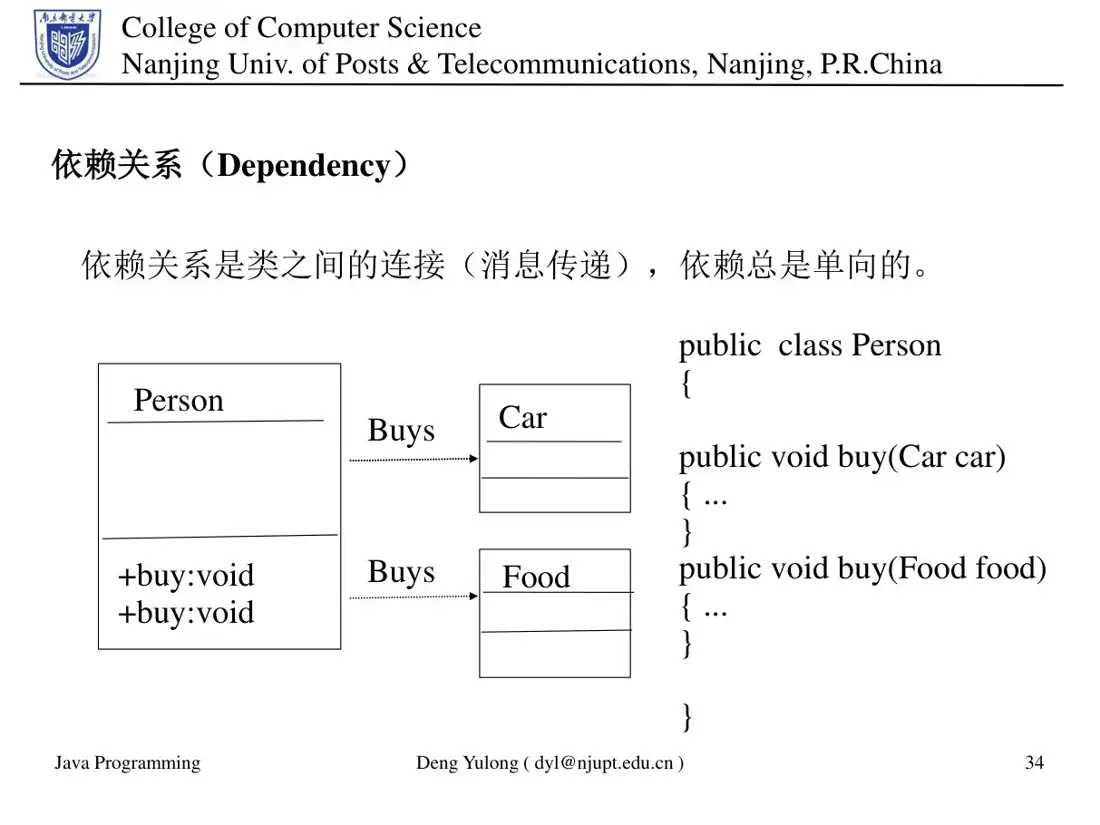 College of Computer Science
Nanjing Univ. of Posts & Telecommunications, Nanjing, P.R.China
依赖关系（Dependency）
依赖关系是类之间的连接（消息传递），依赖总是单向的。
Person
+buy:void
+buy:void
Buys
Buys
Car
Food
public  class Person
{
public void buy(Car car)
{ ...
}
public void buy(Food food)
{ ...
}
}
Java Programming
Deng Yulong ( dyl@njupt.edu.cn )
34